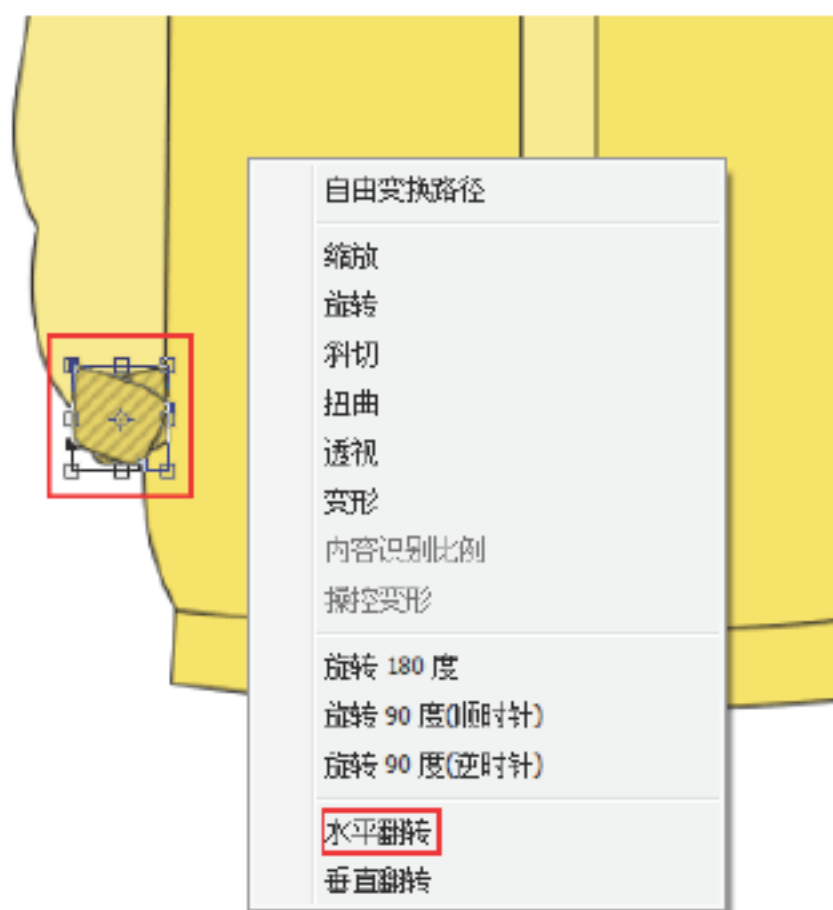 自由变换路径
缩放
旋转
斜切
扭曲
透视
变形
内容识别比例
操控变形
旋转 180 度
旋转 90 度(顺时针)
旋转 90 度(逆时针)
水平翻转
垂直翻转